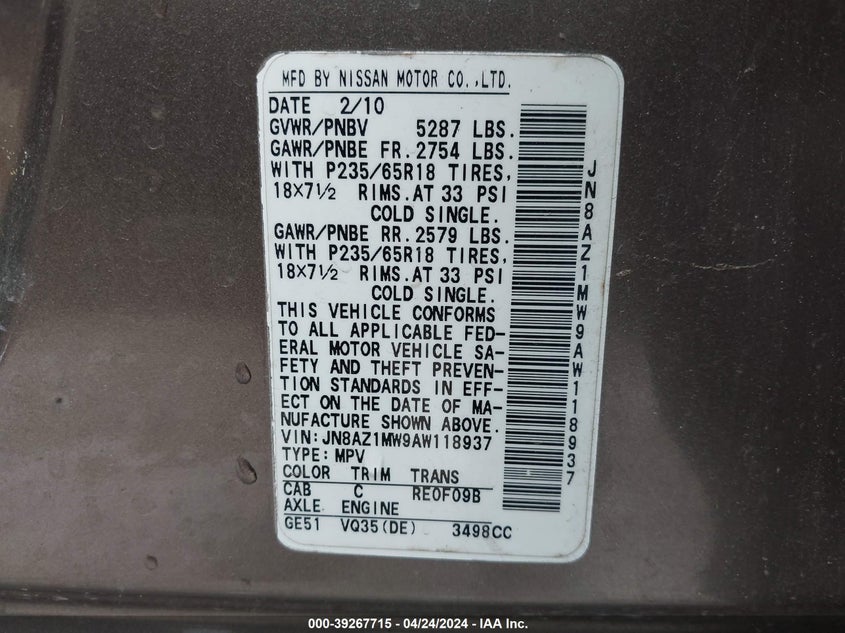 MFD BY NISSAN MOTOR CO.,LTD.
DATE 2/10
GVWR/PNBV 5287 LBS.
GAWR/PNBE FR. 2754 LBS.
WITH P235/65R18 TIRES,
18×7½ RIMS.AT 33 PSI
COLD SINGLE.
GAWR/PNBE RR. 2579 LBS.
WITH P235/65R18 TIRES,
18×7½ RIMS.AT 33 PSI
COLD SINGLE.
THIS VEHICLE CONFORMS
TO ALL APPLICABLE FED-
ERAL MOTOR VEHICLE SA-
FETY AND THEFT PREVEN-
TION STANDARDS IN EFF-
ECT ON THE DATE OF MA-
NUFACTURE SHOWN ABOVE.
VIN:JN8AZ1MW9AW118937
TYPE:MPV
COLOR TRIM TRANS
CAB C RE0F09B
AXLE ENGINE
GE51 VQ35(DE) 3498CC
JN8AZ1MW9AW118937
000-39267715 - 04/24/2024 - IAA Inc.